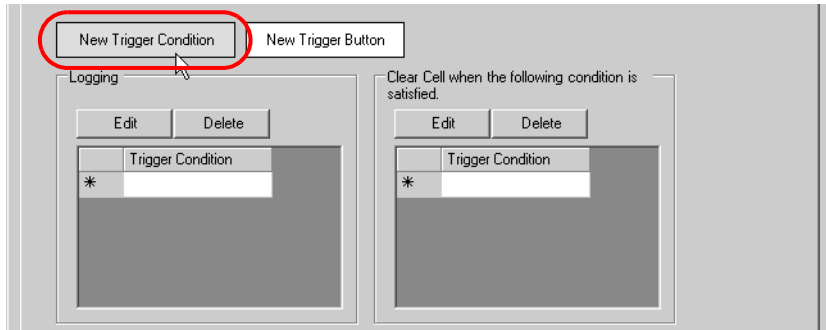 New Trigger Condition New Trigger Button
Logging
Clear Cell when the following condition is
satisfied.
Edit Delete
Edit Delete
Trigger Condition
*
Trigger Condition
*